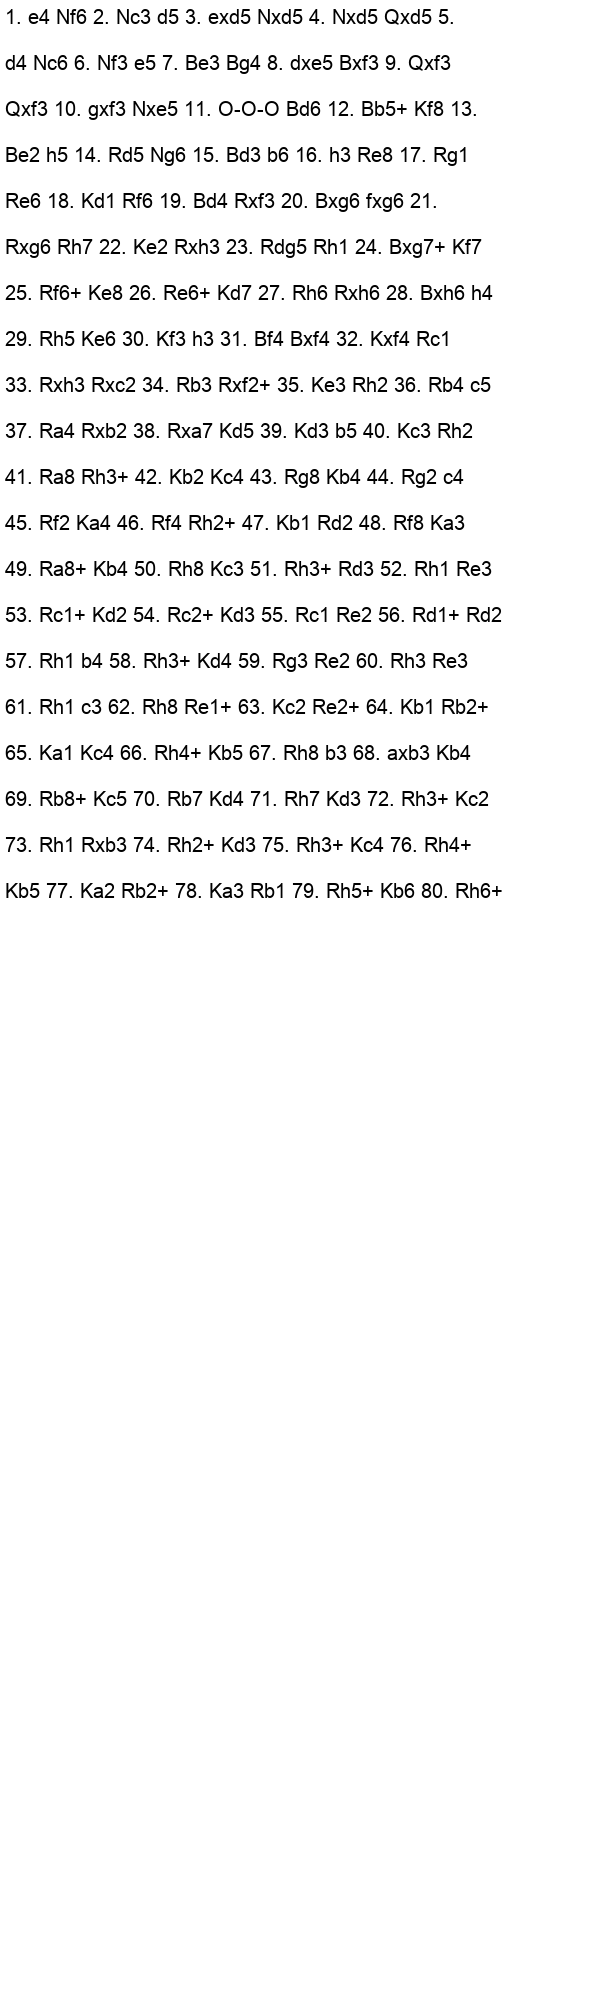 1. e4 Nf6 2. Nc3 d5 3. exd5 Nxd5 4. Nxd5 Qxd5 5.
d4 Nc6 6. Nf3 e5 7. Be3 Bg4 8. dxe5 Bxf3 9. Qxf3
Qxf3 10. gxf3 Nxe5 11. O-O-O Bd6 12. Bb5+ Kf8 13.
Be2 h5 14. Rd5 Ng6 15. Bd3 b6 16. h3 Re8 17. Rg1
Re6 18. Kd1 Rf6 19. Bd4 Rxf3 20. Bxg6 fxg6 21.
Rxg6 Rh7 22. Ke2 Rxh3 23. Rdg5 Rh1 24. Bxg7+ Kf7
25. Rf6+ Ke8 26. Re6+ Kd7 27. Rh6 Rxh6 28. Bxh6 h4
29. Rh5 Ke6 30. Kf3 h3 31. Bf4 Bxf4 32. Kxf4 Rc1
33. Rxh3 Rxc2 34. Rb3 Rxf2+ 35. Ke3 Rh2 36. Rb4 c5
37. Ra4 Rxb2 38. Rxa7 Kd5 39. Kd3 b5 40. Kc3 Rh2
41. Ra8 Rh3+ 42. Kb2 Kc4 43. Rg8 Kb4 44. Rg2 c4
45. Rf2 Ka4 46. Rf4 Rh2+ 47. Kb1 Rd2 48. Rf8 Ka3
49. Ra8+ Kb4 50. Rh8 Kc3 51. Rh3+ Rd3 52. Rh1 Re3
53. Rc1+ Kd2 54. Rc2+ Kd3 55. Rc1 Re2 56. Rd1+ Rd2
57. Rh1 b4 58. Rh3+ Kd4 59. Rg3 Re2 60. Rh3 Re3
61. Rh1 c3 62. Rh8 Re1+ 63. Kc2 Re2+ 64. Kb1 Rb2+
65. Ka1 Kc4 66. Rh4+ Kb5 67. Rh8 b3 68. axb3 Kb4
69. Rb8+ Kc5 70. Rb7 Kd4 71. Rh7 Kd3 72. Rh3+ Kc2
73. Rh1 Rxb3 74. Rh2+ Kd3 75. Rh3+ Kc4 76. Rh4+
Kb5 77. Ka2 Rb2+ 78. Ka3 Rb1 79. Rh5+ Kb6 80. Rh6+